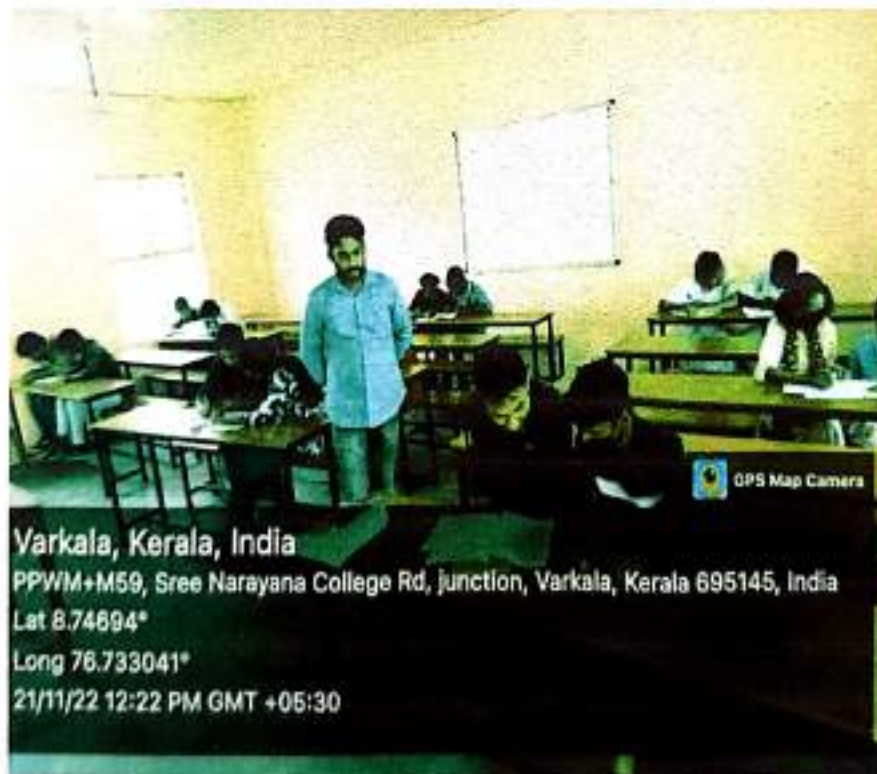 GPS Map Camera
Varkala, Kerala, India
PPWM+M59, Sree Narayana College Rd, junction, Varkala, Kerala 695145, India
Lat 8.74694°
Long 76.733041°
21/11/22 12:22 PM GMT +05:30